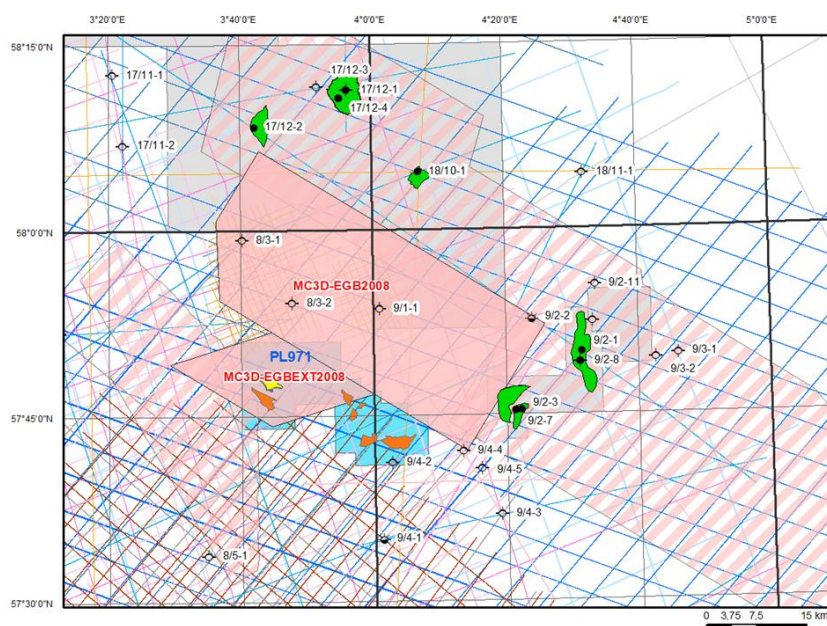 3°20'0"E 3°40'0"E 4°0'0"E 4°20'0"E 4°40'0"E 5°0'0"E
58°15'0"N
17/12-3
17/11-1
17/12-1
17/12-4
17/12-2
17/11-2
18/10-1
18/11-1
58°0'0"N
8/3-1
9/2-11
MC3D-EGB2008
8/3-2
9/1-1
9/2-2
9/2-1
9/3-1
PL971
9/2-8
9/3-2
MC3D-EGBEXT2008
9/2-3
57°45'0"N
9/2-7
9/4-4
9/4-2
9/4-5
9/4-3
9/4-1
8/5-1
57°30'0"N
0 3,75 7,5 15 km